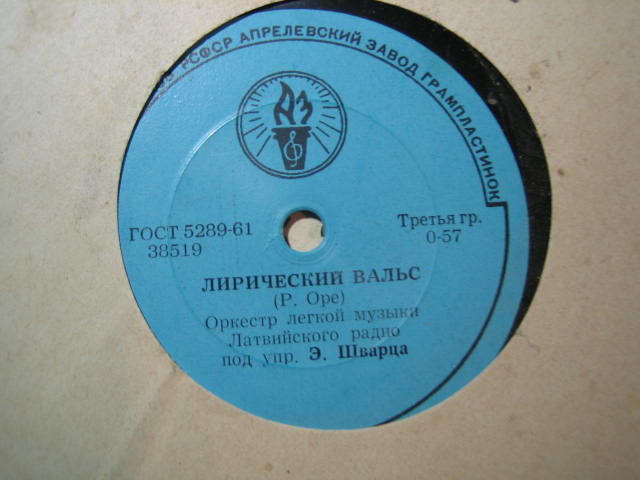 РСФСР АПРЕЛЕВСКИЙ ЗАВОД ГРАМПЛАСТИНОК
АЗ
ГОСТ 5289-61
38519
Третья гр.
0-57
ЛИРИЧЕСКИЙ ВАЛЬС
(Р. Оре)
Оркестр легкой музыки
Латвийского радио
под упр. Э. Шварца